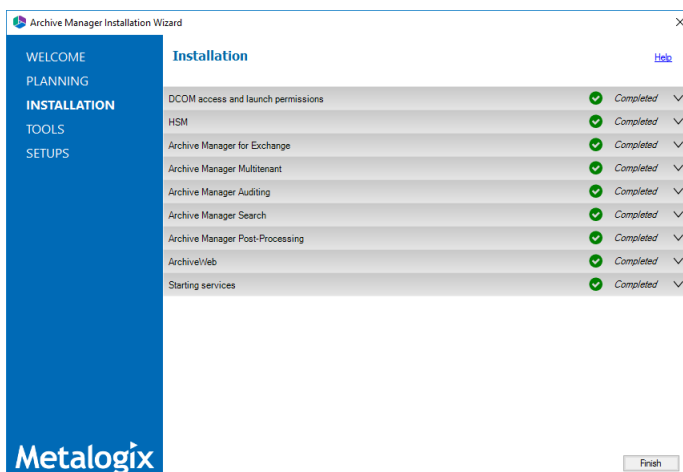 Archive Manager Installation Wizard
WELCOME
PLANNING
INSTALLATION
TOOLS
SETUPS
Metalogix
Installation
Help
DCOM access and launch permissions Completed
HSM Completed
Archive Manager for Exchange Completed
Archive Manager Multitenant Completed
Archive Manager Auditing Completed
Archive Manager Search Completed
Archive Manager Post-Processing Completed
ArchiveWeb Completed
Starting services Completed
Finish